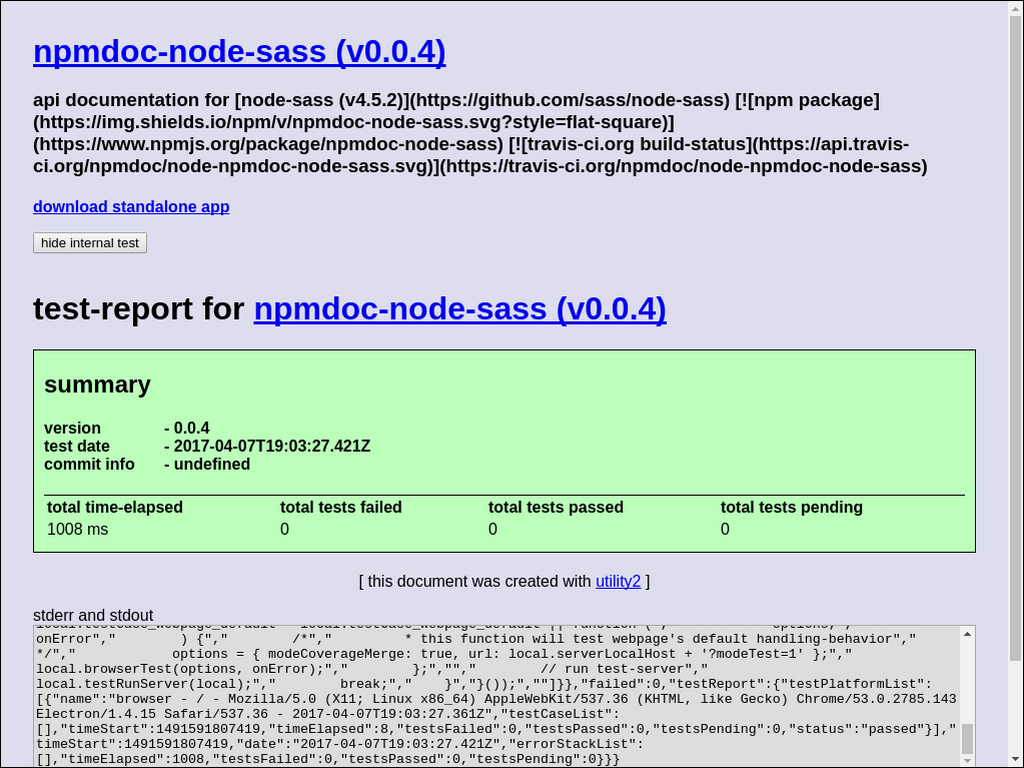 npmdoc-node-sass (v0.0.4)
api documentation for [node-sass (v4.5.2)](https://github.com/sass/node-sass) [![npm package]
(https://img.shields.io/npm/v/npmdoc-node-sass.svg?style=flat-square)]
(https://www.npmjs.org/package/npmdoc-node-sass) [![travis-ci.org build-status](https://api.travis-
ci.org/npmdoc/node-npmdoc-node-sass.svg)](https://travis-ci.org/npmdoc/node-npmdoc-node-sass)
download standalone app
hide internal test
test-report for npmdoc-node-sass (v0.0.4)
summary
version - 0.0.4
test date - 2017-04-07T19:03:27.421Z
commit info - undefined
total time-elapsed total tests failed total tests passed total tests pending
1008 ms 0 0 0
[ this document was created with utility2 ]
stderr and stdout
onError","        ) {","        /*","         * this function will test webpage's default handling-behavior","
*/","            options = { modeCoverageMerge: true, url: local.serverLocalHost + '?modeTest=1' };","
local.browserTest(options, onError);","        };","","        // run test-server","
local.testRunServer(local);","        break;","    }","}());",""]}},"failed":0,"testReport":{"testPlatformList":
[{"name":"browser - / - Mozilla/5.0 (X11; Linux x86_64) AppleWebKit/537.36 (KHTML, like Gecko) Chrome/53.0.2785.143
Electron/1.4.15 Safari/537.36 - 2017-04-07T19:03:27.361Z","testCaseList":
[],"timeStart":1491591807419,"timeElapsed":8,"testsFailed":0,"testsPassed":0,"testsPending":0,"status":"passed"}],"
timeStart":1491591807419,"date":"2017-04-07T19:03:27.421Z","errorStackList":
[],"timeElapsed":1008,"testsFailed":0,"testsPassed":0,"testsPending":0}}}